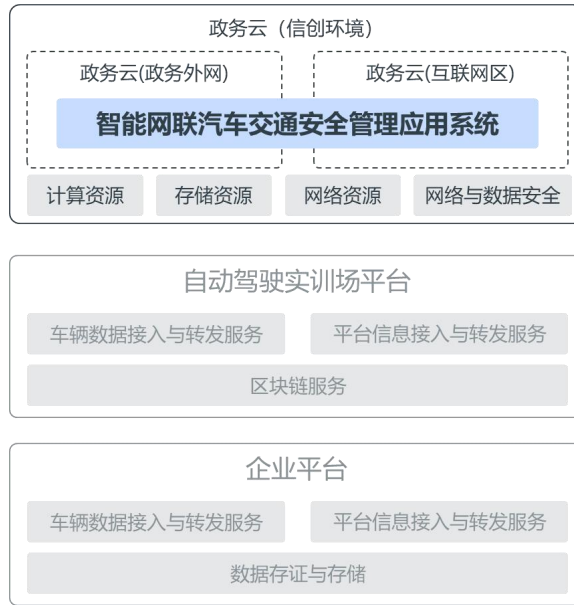 政务云（信创环境）
政务云(政务外网) 政务云(互联网区)
智能网联汽车交通安全管理应用系统
计算资源 存储资源 网络资源 网络与数据安全
自动驾驶实训场平台
车辆数据接入与转发服务 平台信息接入与转发服务
区块链服务
企业平台
车辆数据接入与转发服务 平台信息接入与转发服务
数据存证与存储